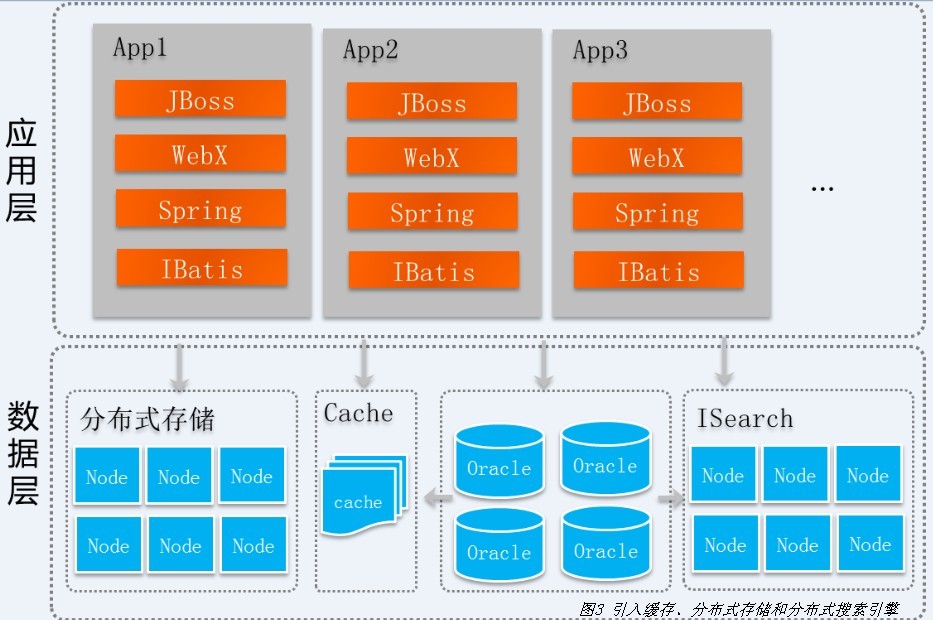 应用层
App1
JBoss
WebX
Spring
IBatis
App2
JBoss
WebX
Spring
IBatis
App3
JBoss
WebX
Spring
IBatis
...
数据层
分布式存储
Node
Node
Node
Node
Node
Node
Cache
cache
Oracle
Oracle
Oracle
Oracle
ISearch
Node
Node
Node
Node
Node
Node
图3 引入缓存、分布式存储和分布式搜索引擎